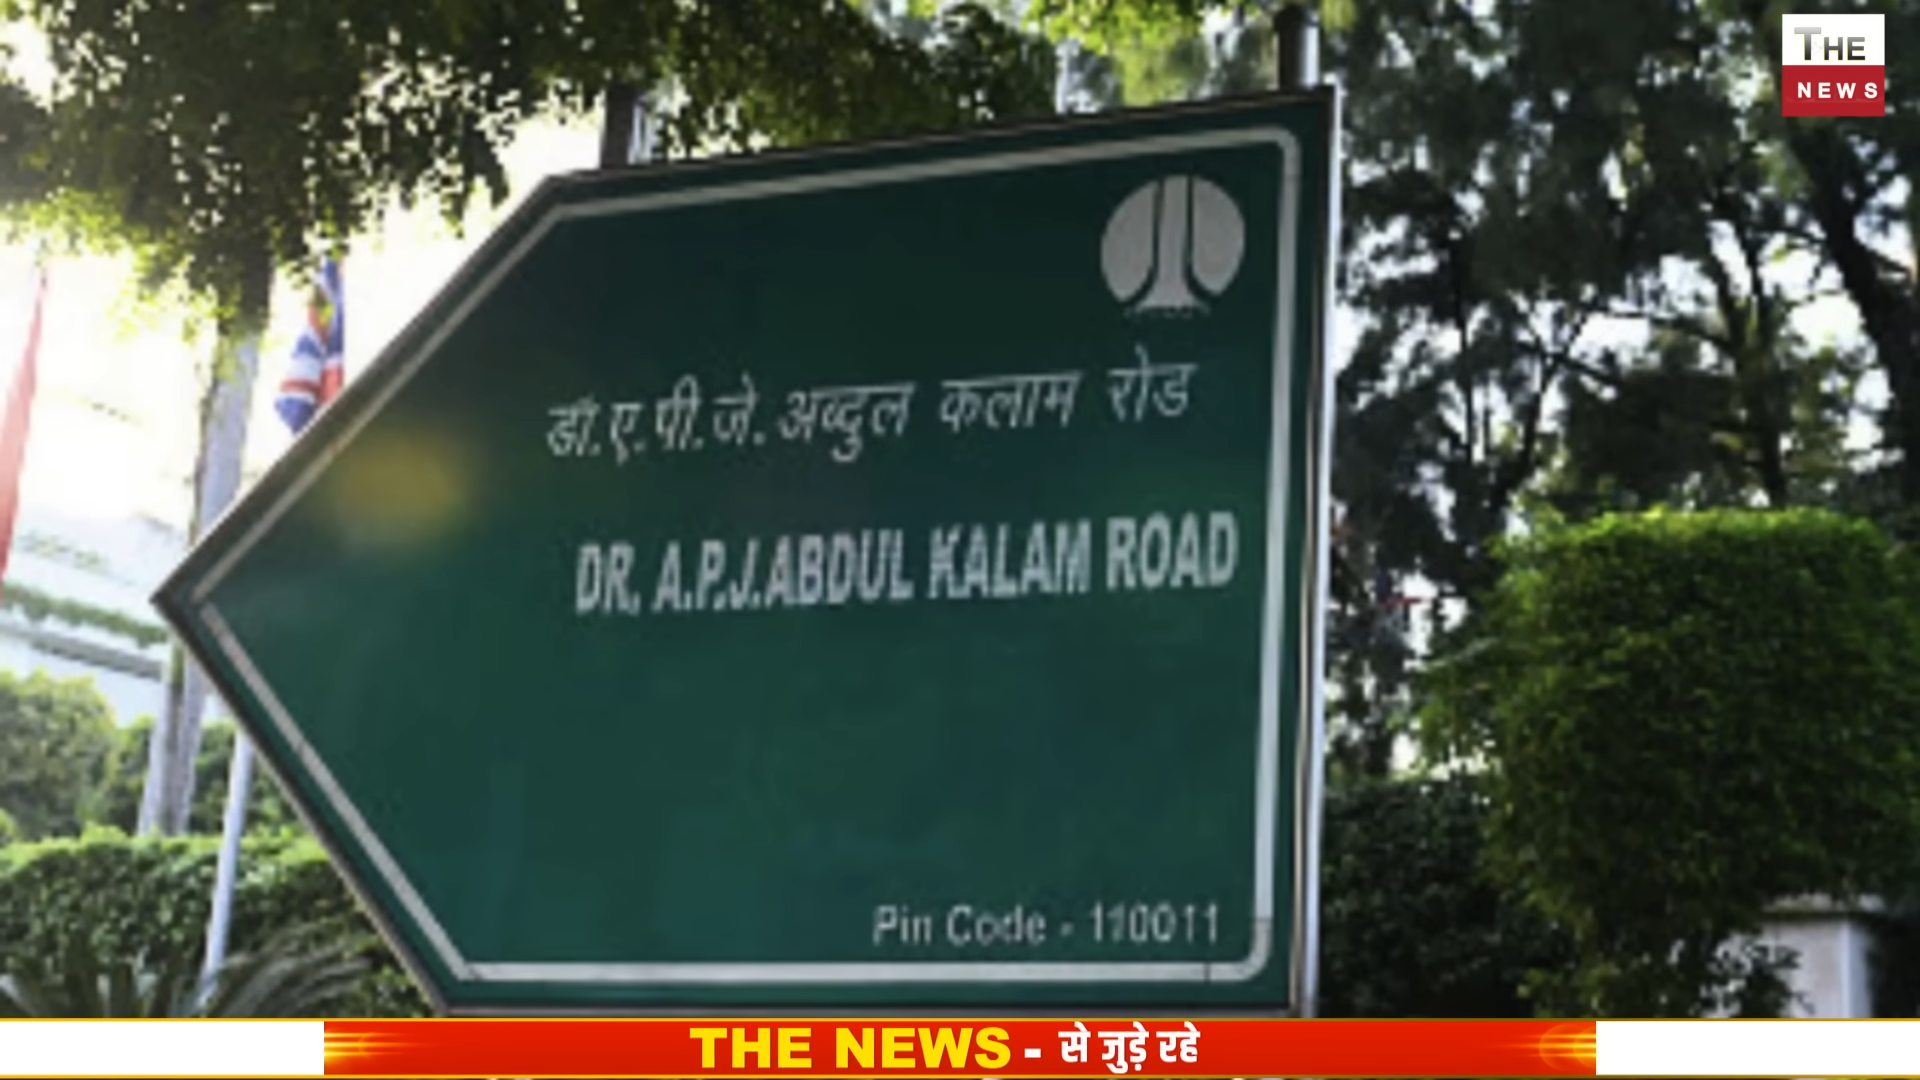 THE
NEWS
डॉ.ए.पी.जे.अब्दुल कलाम रोड
DR. A.P.J.ABDUL KALAM ROAD
Pin Code - 110011
THE NEWS - से जुड़े रहे